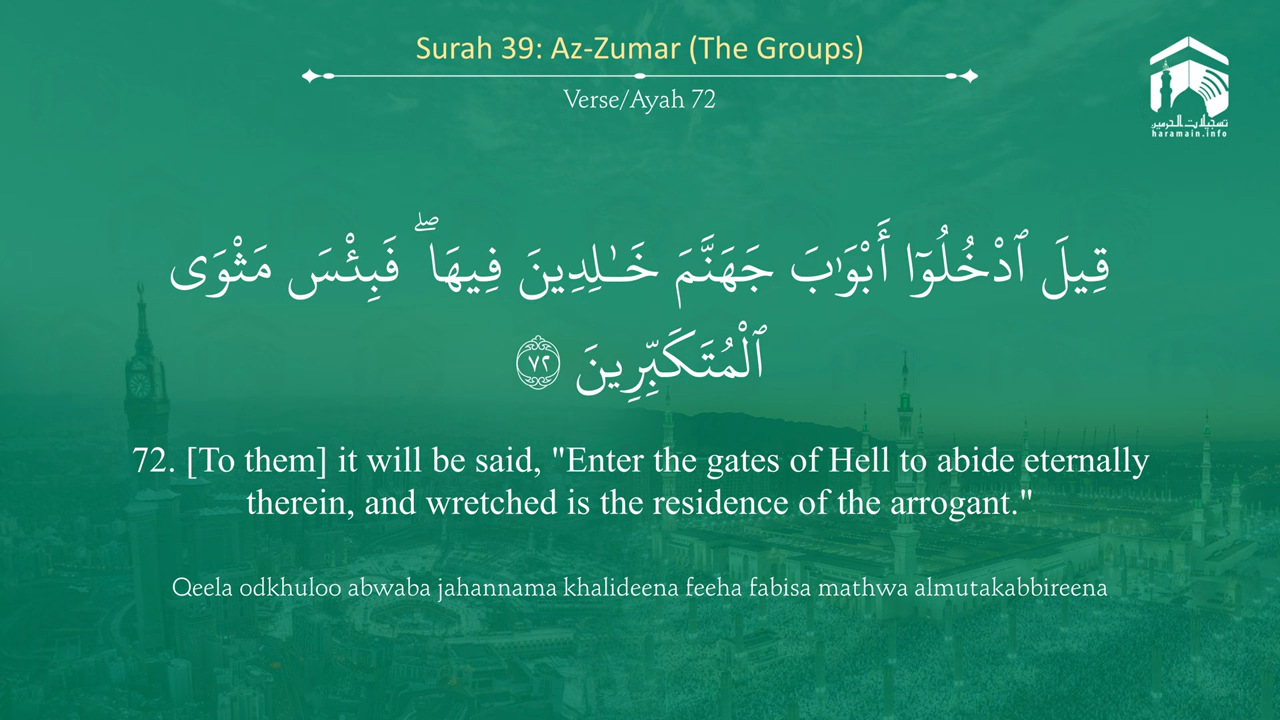 Surah 39: Az-Zumar (The Groups)
Verse/Ayah 72
تسجيلات الحرمين
haramain.info
قِيلَ ٱدْخُلُوٓا۟ أَبْوَٰبَ جَهَنَّمَ خَـٰلِدِينَ فِيهَا ۖ فَبِئْسَ مَثْوَى
ٱلْمُتَكَبِّرِينَ ٧٢
72. [To them] it will be said, "Enter the gates of Hell to abide eternally
therein, and wretched is the residence of the arrogant."
Qeela odkhuloo abwaba jahannama khalideena feeha fabisa mathwa almutakabbireena